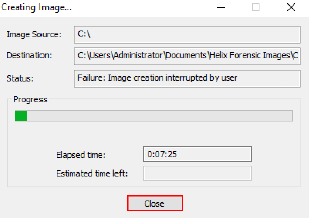 Creating Image...
Image Source: C:\
Destination: C:\Users\Administrator\Documents\Helix Forensic Images\C
Status: Failure: Image creation interrupted by user
Progress
Elapsed time: 0:07:25
Estimated time left:
Close